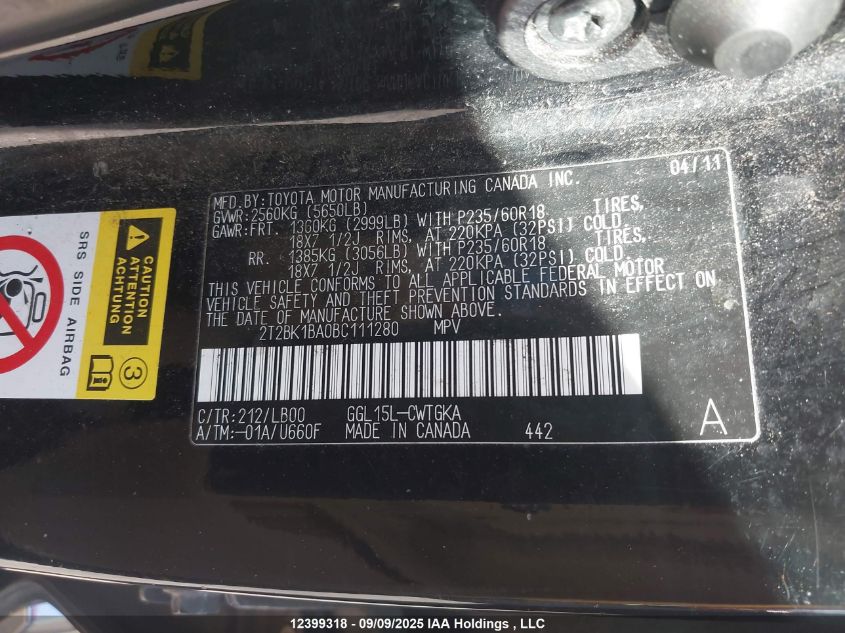 MFD.BY:TOYOTA MOTOR MANUFACTURING CANADA INC. 04/11
GVWR:2560KG (5650LB)
GAWR:FRT. 1360KG (2999LB) WITH P235/60R18 TIRES,
18X7 1/2J RIMS, AT 220KPA (32PSI) COLD.
RR. 1385KG (3056LB) WITH P235/60R18 TIRES,
18X7 1/2J RIMS, AT 220KPA (32PSI) COLD.
THIS VEHICLE CONFORMS TO ALL APPLICABLE FEDERAL MOTOR
VEHICLE SAFETY AND THEFT PREVENTION STANDARDS IN EFFECT ON
THE DATE OF MANUFACTURE SHOWN ABOVE.
2T2BK1BA0BC111280 MPV
C/TR:212/LB00 GGL15L-CWTGKA
A/TM:-01A/U660F MADE IN CANADA 442 A
CAUTION
ACHTUNG
SRS SIDE AIRBAG
3
12399318 - 09/09/2025 IAA Holdings , LLC